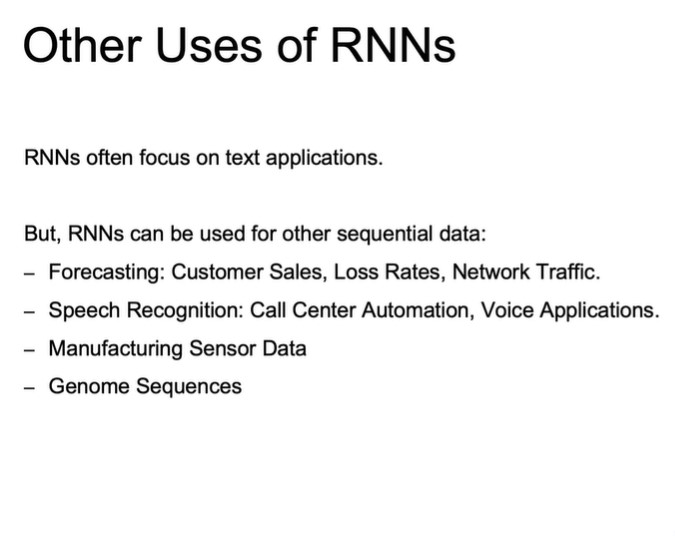 Other Uses of RNNs
RNNs often focus on text applications.
But, RNNs can be used for other sequential data:
– Forecasting: Customer Sales, Loss Rates, Network Traffic.
– Speech Recognition: Call Center Automation, Voice Applications.
– Manufacturing Sensor Data
– Genome Sequences